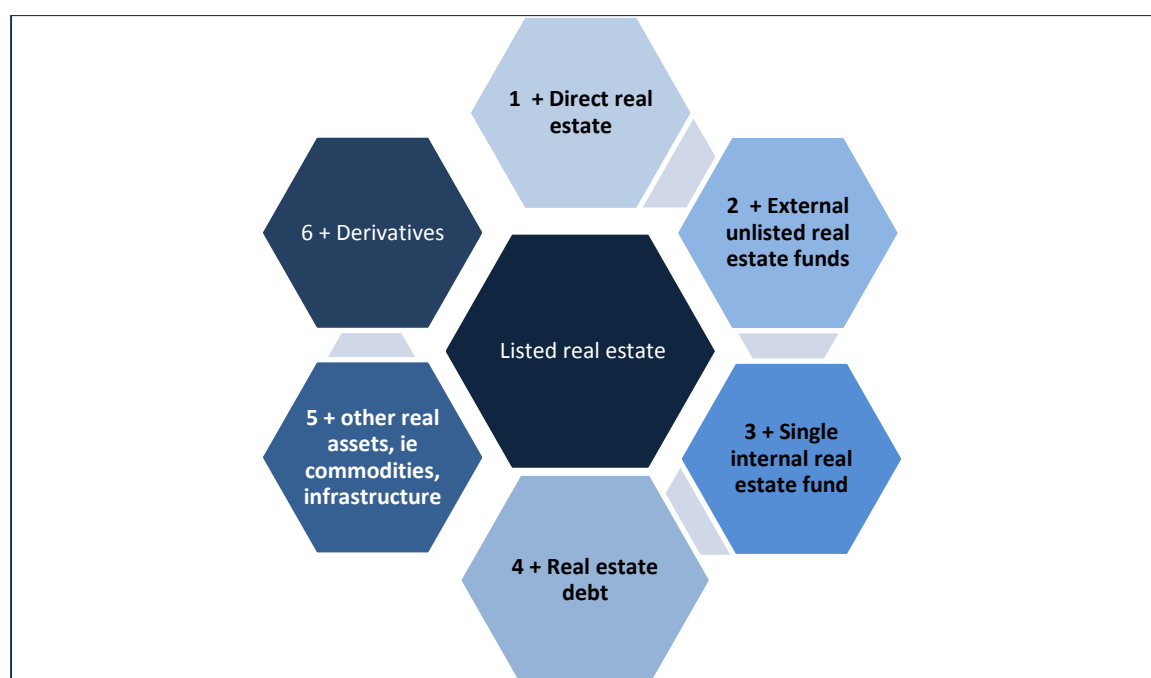 1 + Direct real
estate
2 + External
unlisted real
estate funds
6 + Derivatives
Listed real estate
3 + Single
internal real
estate fund
5 + other real
assets, ie
commodities,
infrastructure
4 + Real estate
debt